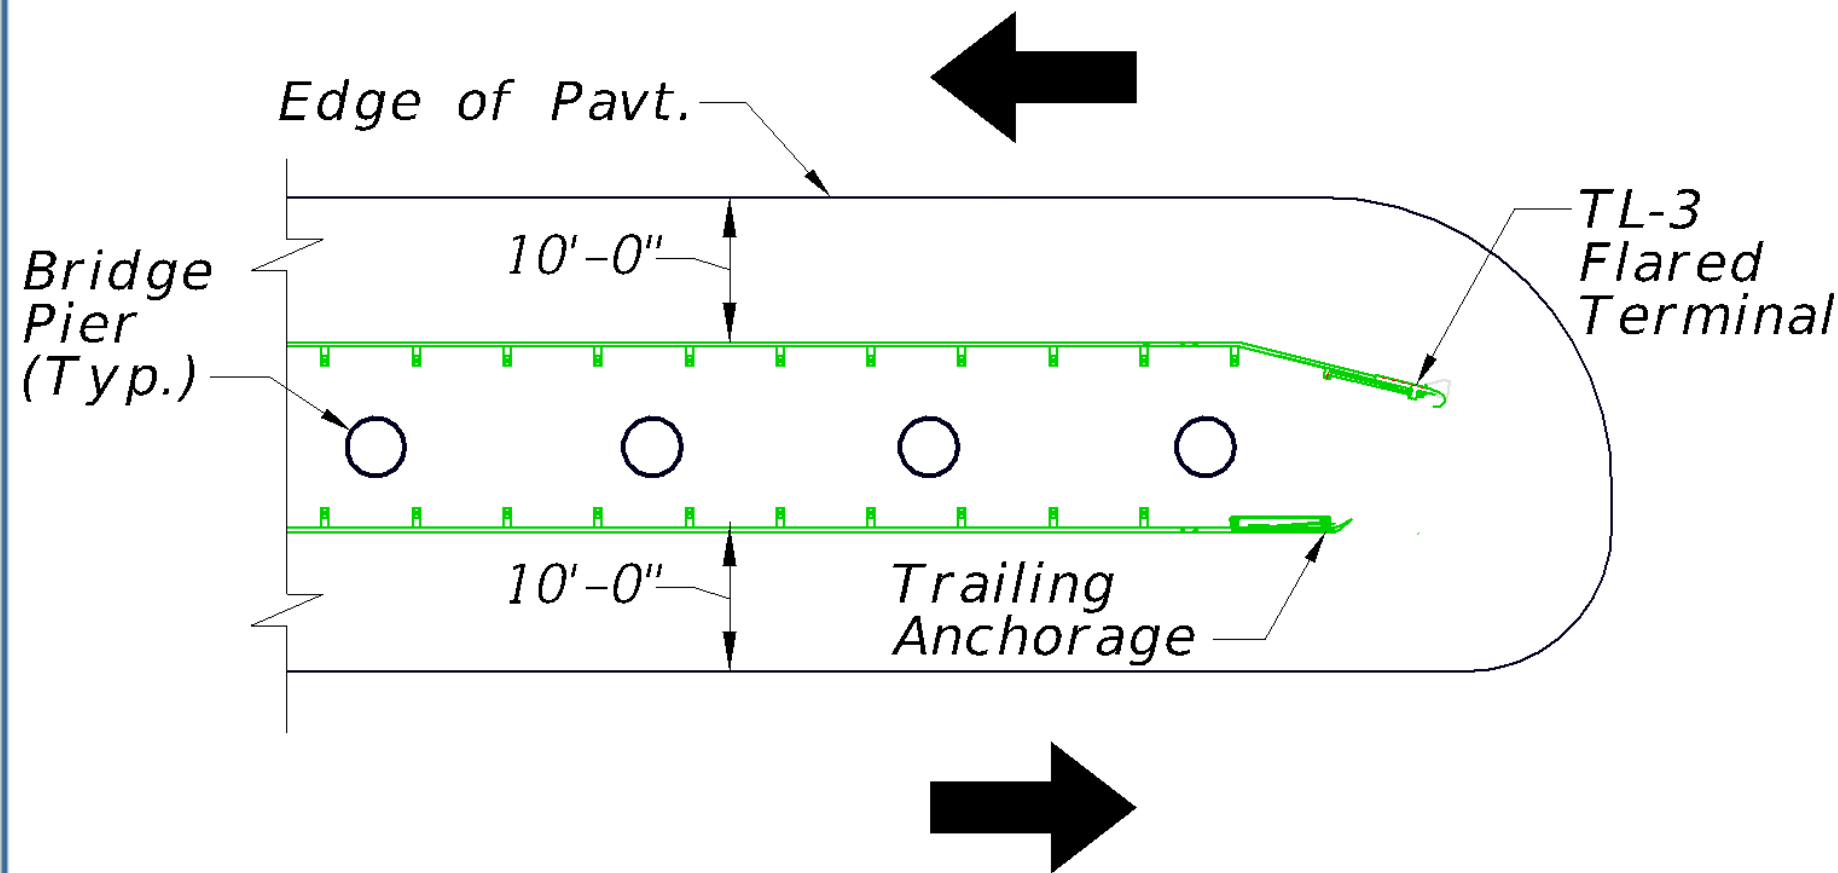 Edge of Pavt.
10'-0"
TL-3
Flared
Terminal
Bridge
Pier
(Typ.)
10'-0"
Trailing
Anchorage